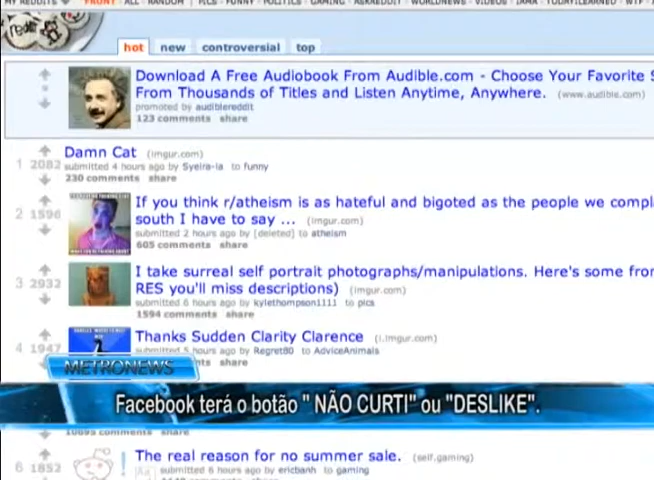 MY REDDITS FRONT - ALL - RANDOM | PICS - FUNNY - POLITICS - GAMING - ASKREDDIT - WORLDNEWS - VIDEOS - IAMA - TODAYILEARNED - WTF
hot new controversial top
Download A Free Audiobook From Audible.com - Choose Your Favorite S
From Thousands of Titles and Listen Anytime, Anywhere. (www.audible.com)
promoted by audiblereddit
123 comments share
Damn Cat (imgur.com)
1 2082 submitted 4 hours ago by Syeira-la to funny
230 comments share
If you think r/atheism is as hateful and bigoted as the people we compl
2 1596 south I have to say ... (imgur.com)
submitted 2 hours ago by [deleted] to atheism
605 comments share
I take surreal self portrait photographs/manipulations. Here's some fro
3 2932 RES you'll miss descriptions) (imgur.com)
submitted 6 hours ago by kylethompson1111 to pics
1594 comments share
Thanks Sudden Clarity Clarence (i.imgur.com)
4 1947 submitted 5 hours ago by Regret80 to AdviceAnimals
nts share
METRONEWS
Facebook terá o botão " NÃO CURTI" ou "DESLIKE".
comments share
The real reason for no summer sale. (self.gaming)
6 1852 Aa submitted 6 hours ago by ericbanh to gaming